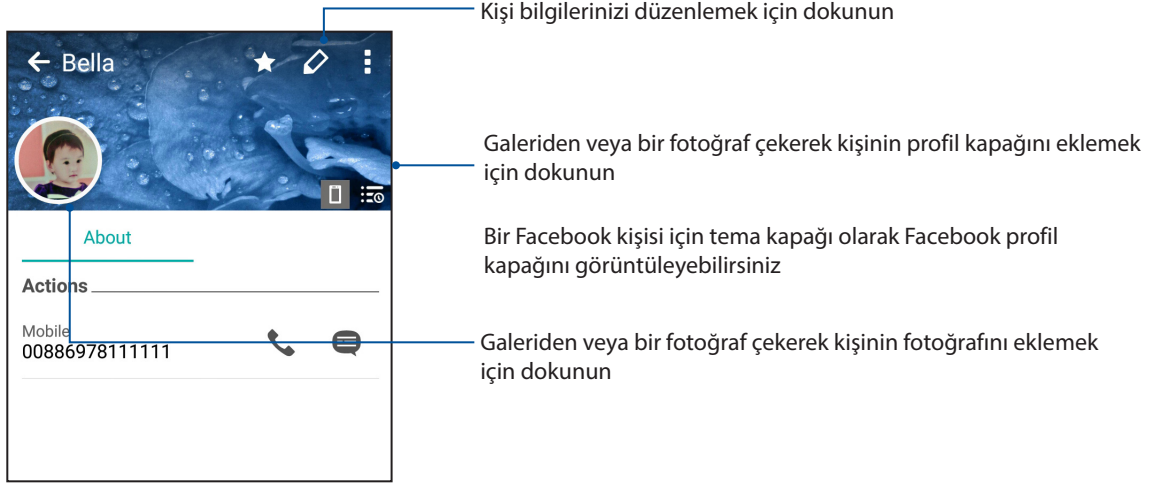 Kişi bilgilerinizi düzenlemek için dokunun
Bella
Galeriden veya bir fotoğraf çekerek kişinin profil kapağını eklemek
için dokunun
About
Bir Facebook kişisi için tema kapağı olarak Facebook profil
kapağını görüntüleyebilirsiniz
Actions
Mobile
00886978111111
Galeriden veya bir fotoğraf çekerek kişinin fotoğrafını eklemek
için dokunun